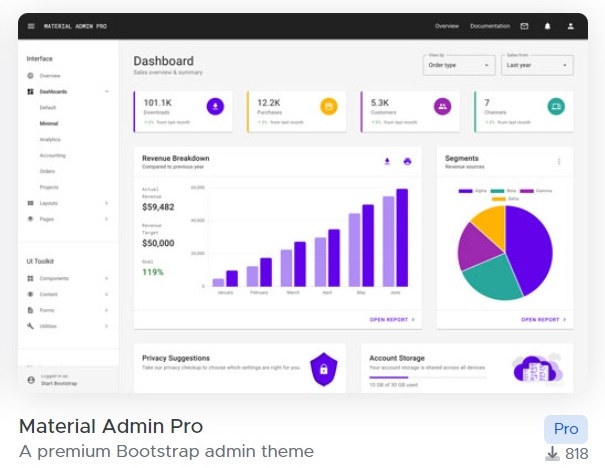 MATERIAL ADMIN PRO
Overview
Documentation
Interface
Overview
Dashboards
Default
Minimal
Analytics
Accounting
Orders
Projects
Layouts
Pages
UI Toolkit
Components
Content
Forms
Utilities
Logged in as:
Start Bootstrap
Dashboard
Sales overview & summary
View by
Order type
Sales from
Last year
101.1K
Downloads
from last month
12.2K
Purchases
from last month
5.3K
Customers
from last month
7
Channels
from last month
Revenue Breakdown
Compared to previous year
Actual
Revenue
$59,482
Revenue
Target
$50,000
Goal
119%
60,000
40,000
20,000
0
January
February
March
April
May
June
OPEN REPORT
Segments
Revenue sources
Alpha
Beta
Gamma
Delta
OPEN REPORT
Privacy Suggestions
Take our privacy checkup to choose which settings are right for you.
Account Storage
Your account storage is shared across all devices.
10 GB of 30 GB used
Material Admin Pro
Pro
A premium Bootstrap admin theme
818